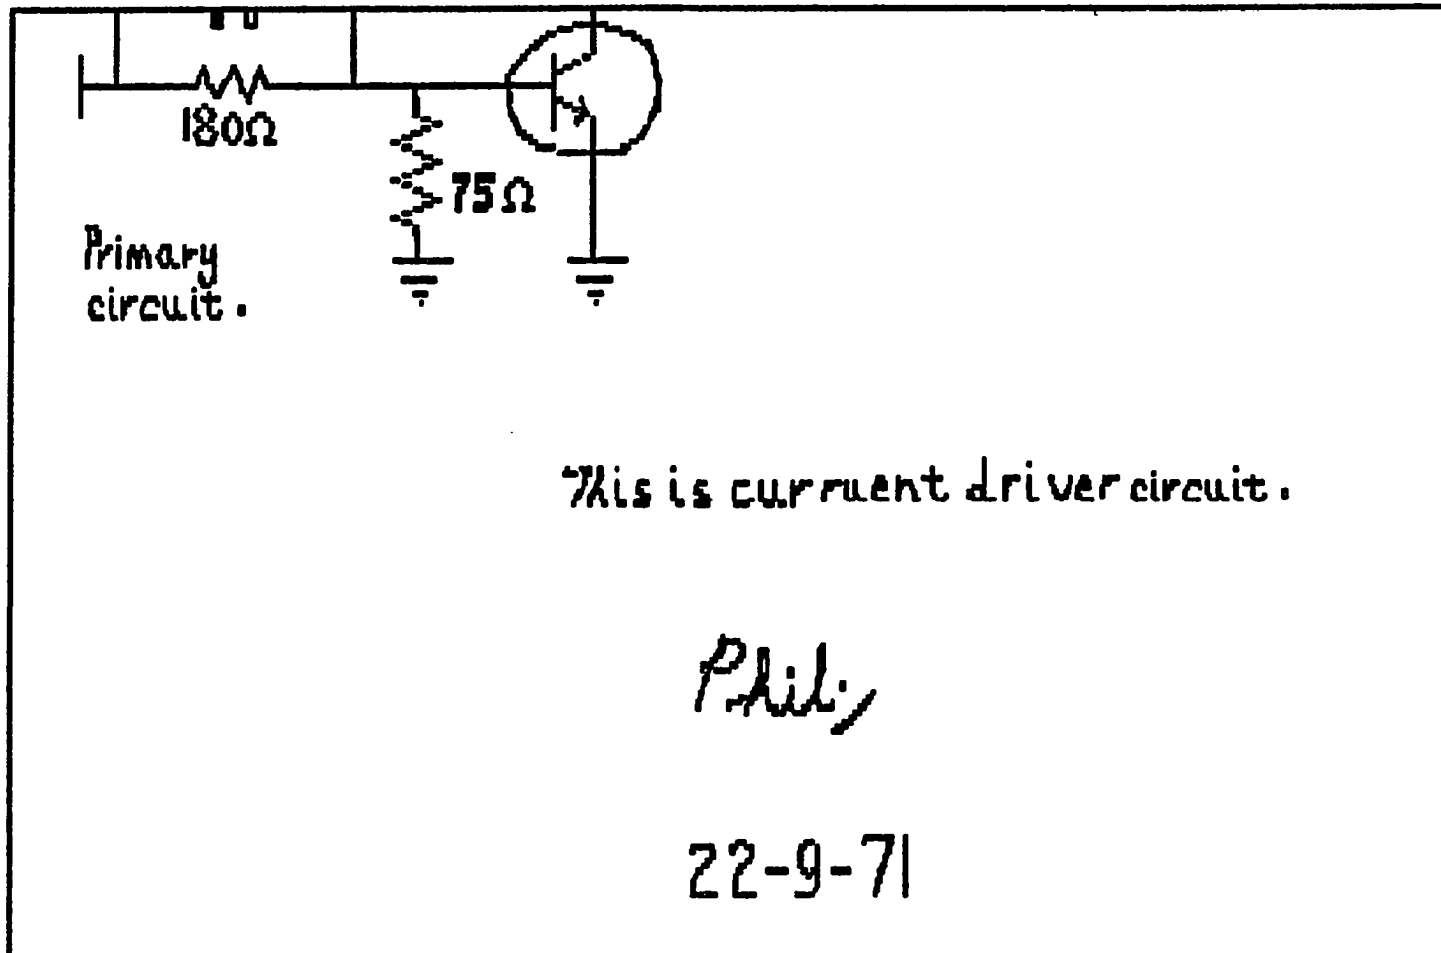 180Ω
75Ω
Primary
circuit.
This is curruent driver circuit.
Phil.,
22-9-71